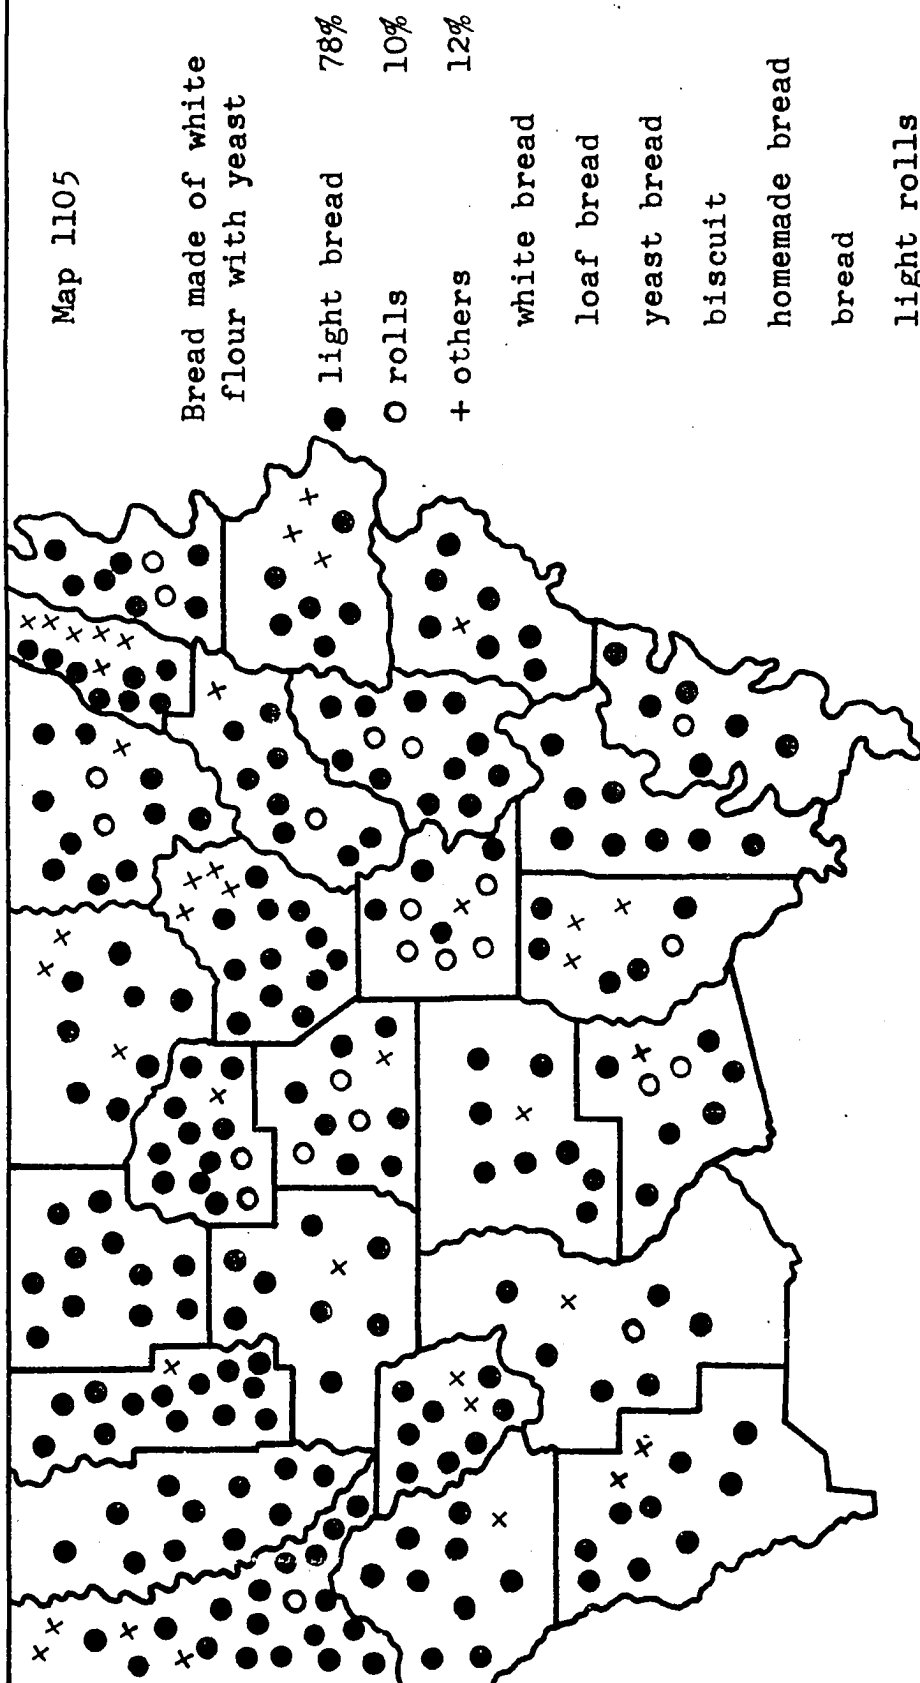 Map 1105
Bread made of white
flour with yeast
● light bread 78%
O rolls 10%
+ others 12%
white bread
loaf bread
yeast bread
biscuit
homemade bread
bread
light rolls